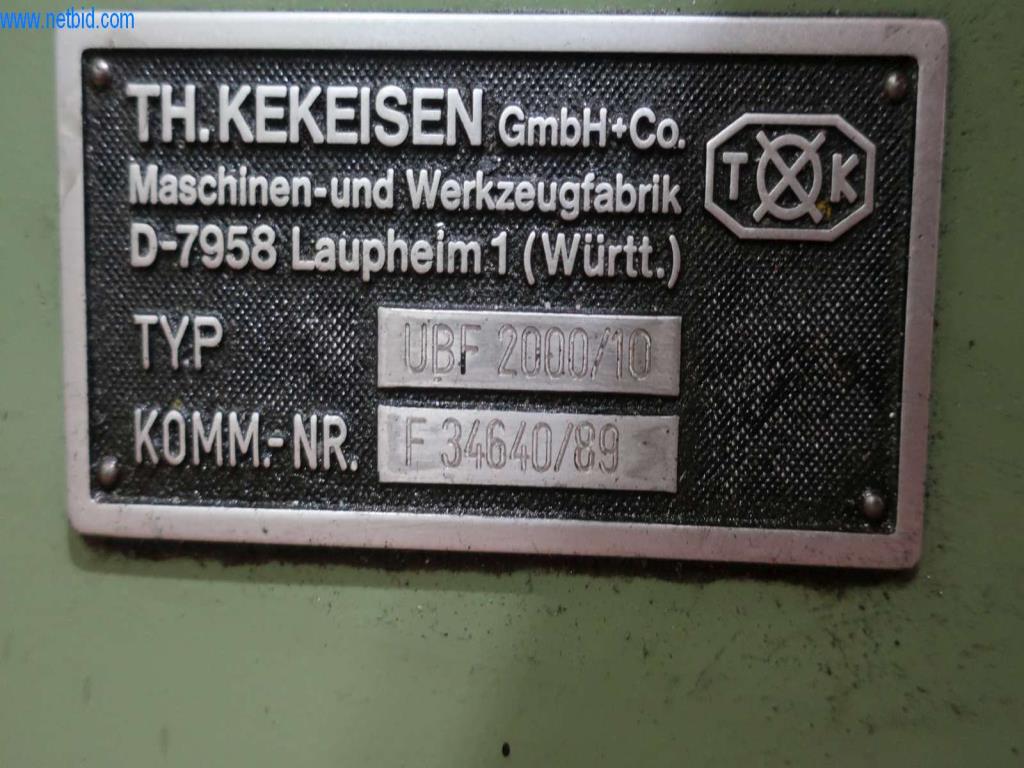 www.netbid.com
TH.KEKEISEN GmbH+Co.
T K
Maschinen-und Werkzeugfabrik
D-7958 Laupheim 1 (Württ.)
TYP UBF 2000/10
KOMM.-NR. F 34640/89